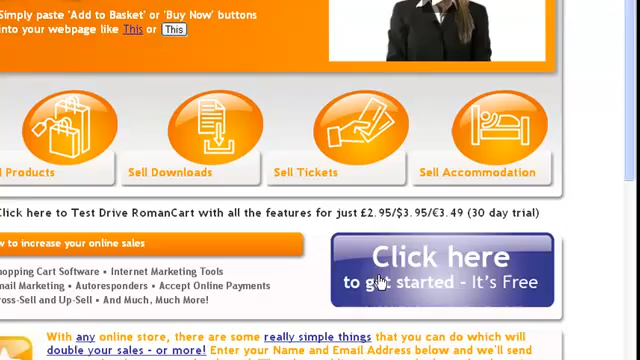 Simply paste 'Add to Basket' or 'Buy Now' buttons
into your webpage like This or This
Products
Sell Downloads
Sell Tickets
Sell Accommodation
Click here to Test Drive RomanCart with all the features for just £2.95/$3.95/€3.49 (30 day trial)
to increase your online sales
Click here
to get started - It's Free
Cart Software • Internet Marketing Tools
Marketing • Autoresponders • Accept Online Payments
and Up-Sell • And Much, Much More!
With any online store, there are some really simple things that you can do which will
double your sales - or more! Enter your Name and Email Address below and we'll send